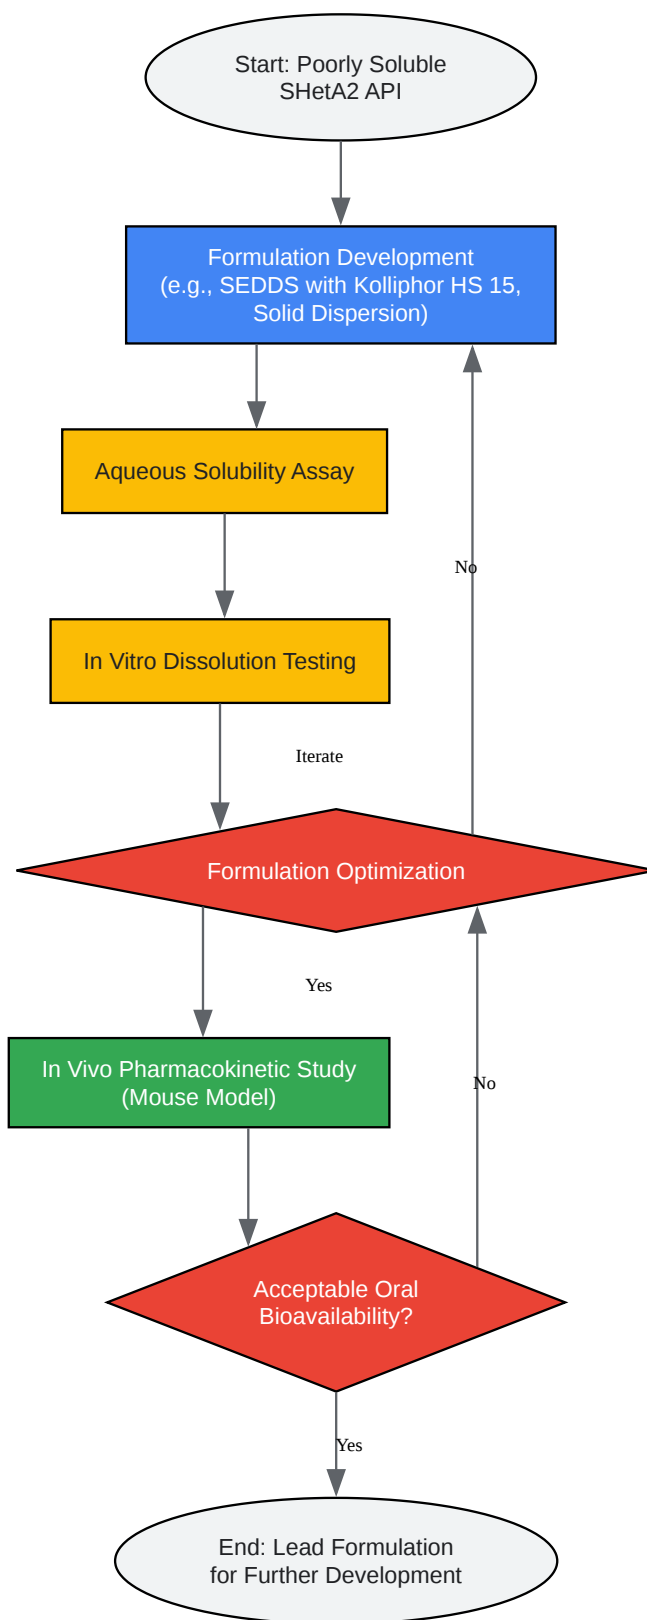 Start: Poorly Soluble
SHetA2 API
Formulation Development
(e.g., SEDDS with Kolliphor HS 15,
Solid Dispersion)
Aqueous Solubility Assay
No
In Vitro Dissolution Testing
Iterate
Formulation Optimization
Yes
In Vivo Pharmacokinetic Study
(Mouse Model)
No
Acceptable Oral
Bioavailability?
Yes
End: Lead Formulation
for Further Development